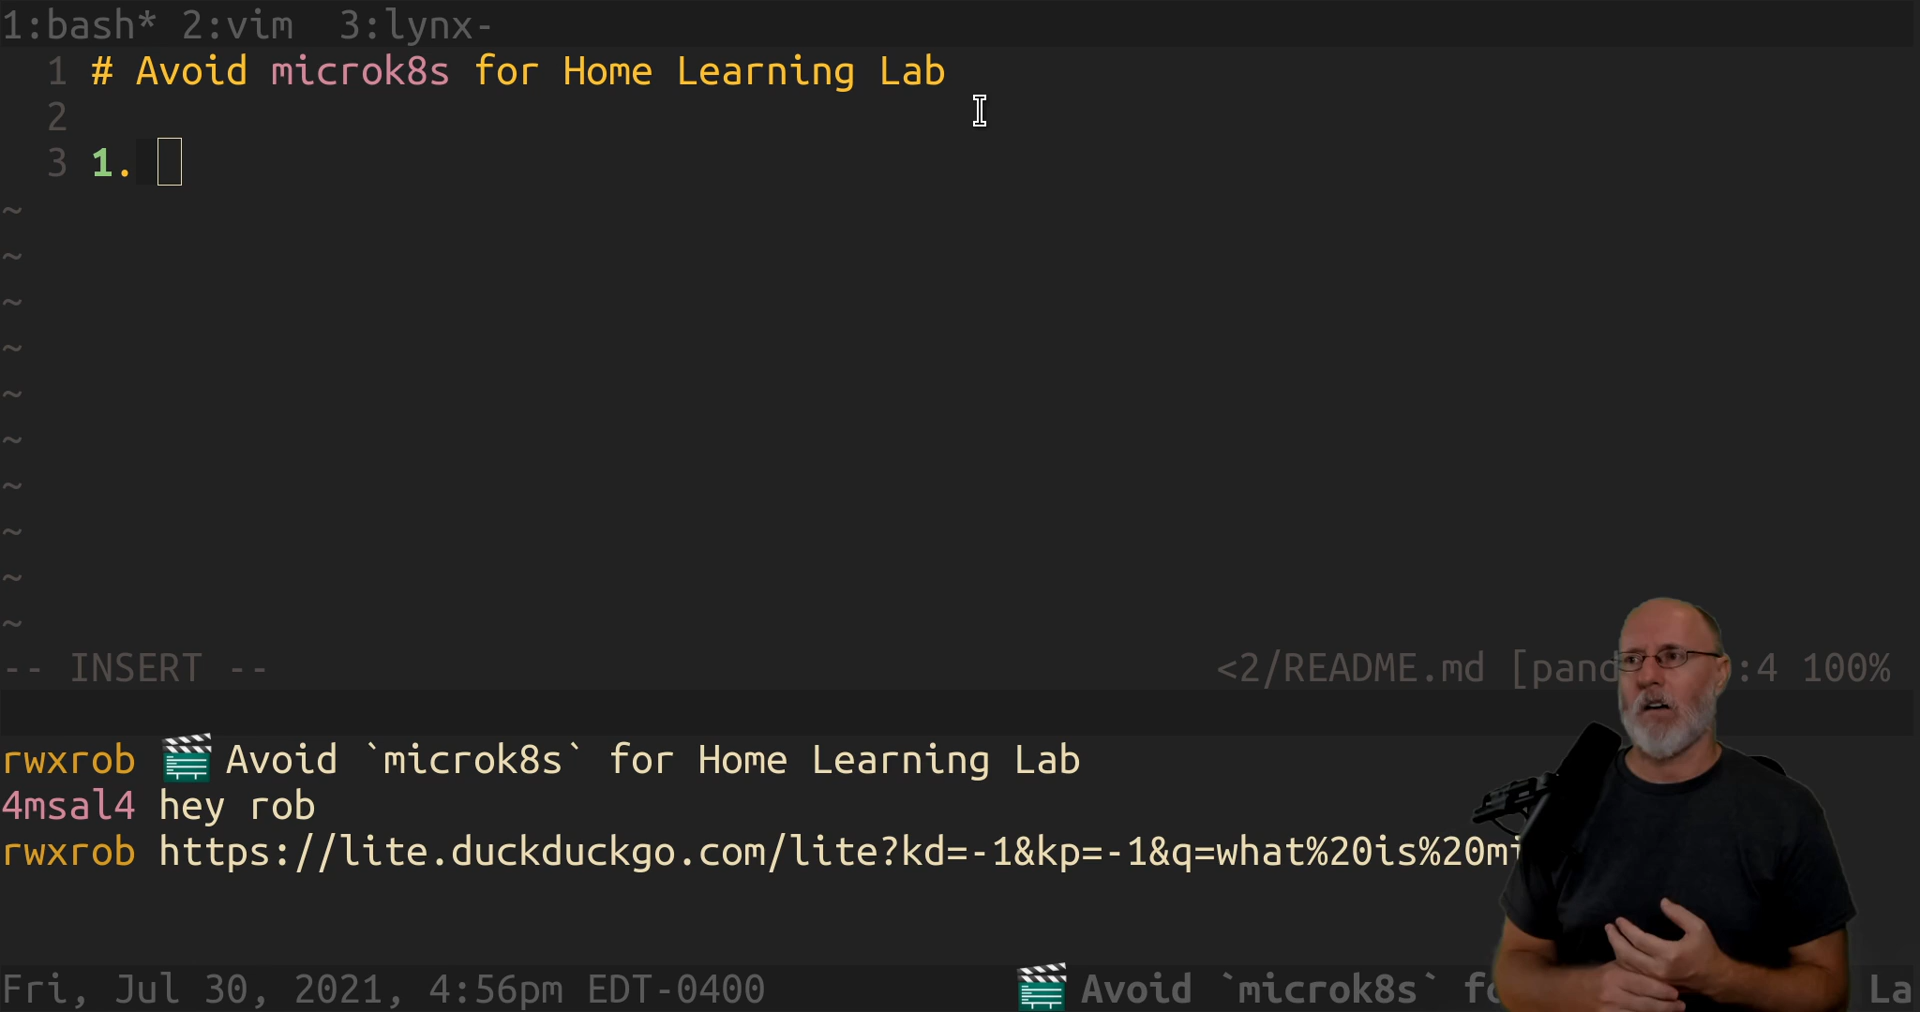 1:bash* 2:vim 3:lynx-
1 # Avoid microk8s for Home Learning Lab
2
3 1.
~
~
~
~
~
~
~
~
~
~
-- INSERT -- <2/README.md [pand :4 100%
rwxrob 🎬 Avoid `microk8s` for Home Learning Lab
4msal4 hey rob
rwxrob https://lite.duckduckgo.com/lite?kd=-1&kp=-1&q=what%20is%20mi
Fri, Jul 30, 2021, 4:56pm EDT-0400 🎬 Avoid `microk8s` fo La